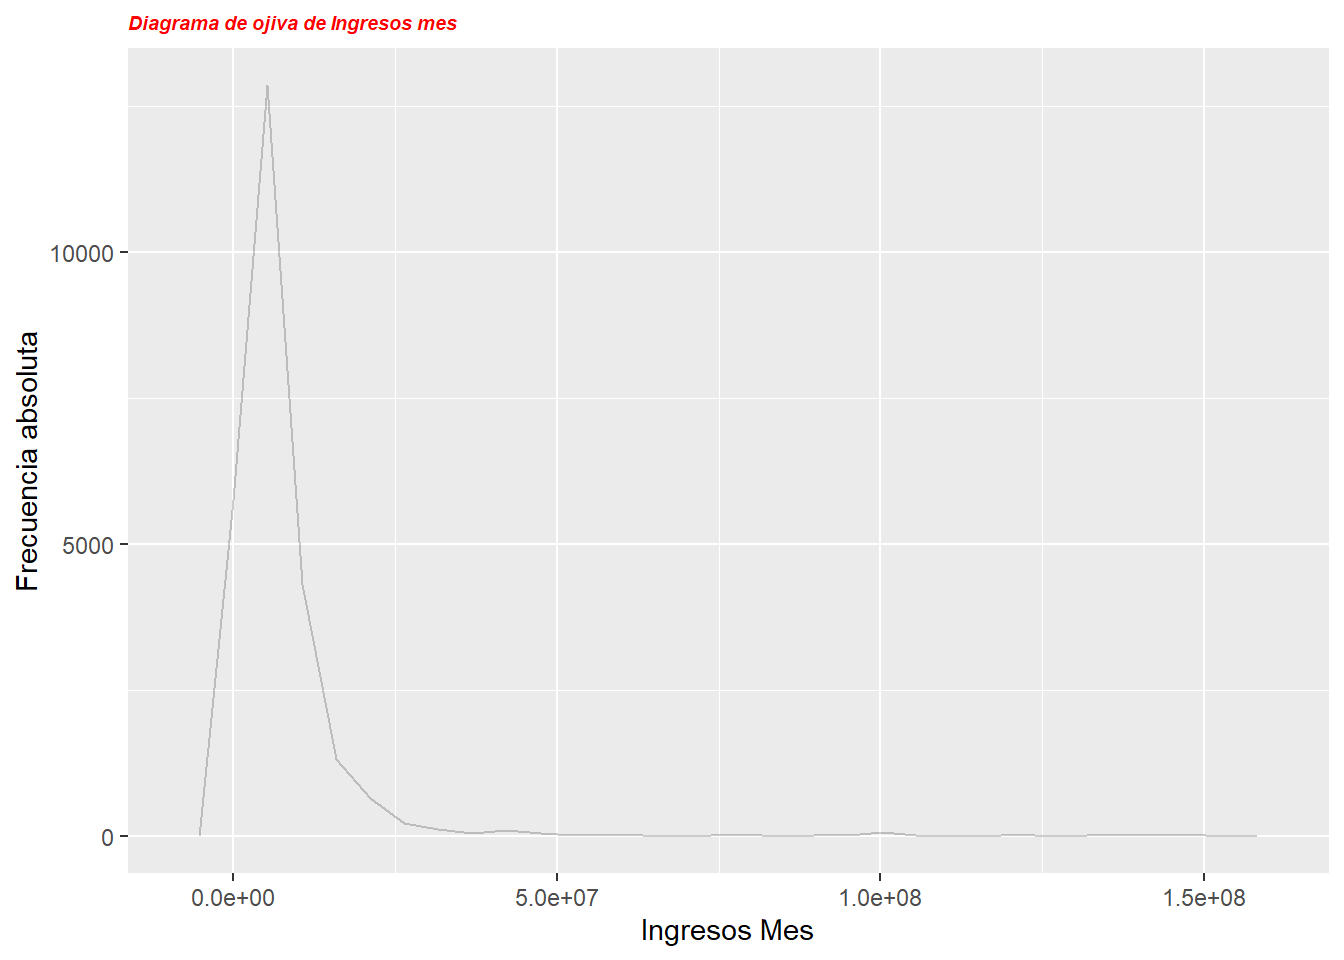 Diagrama de ojiva de Ingresos mes
Frecuencia absoluta
10000
5000
0
0.0e+00
5.0e+07
1.0e+08
1.5e+08
Ingresos Mes